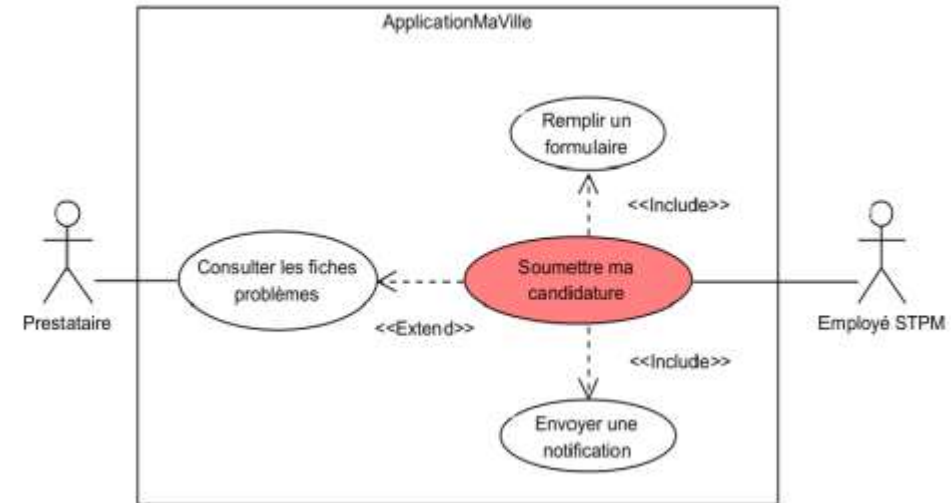 ApplicationMaVille
Remplir un
formulaire
<<Include>>
Consulter les fiches
problèmes
Soumettre ma
candidature
Prestataire
<<Extend>>
Employé STPM
<<Include>>
Envoyer une
notification